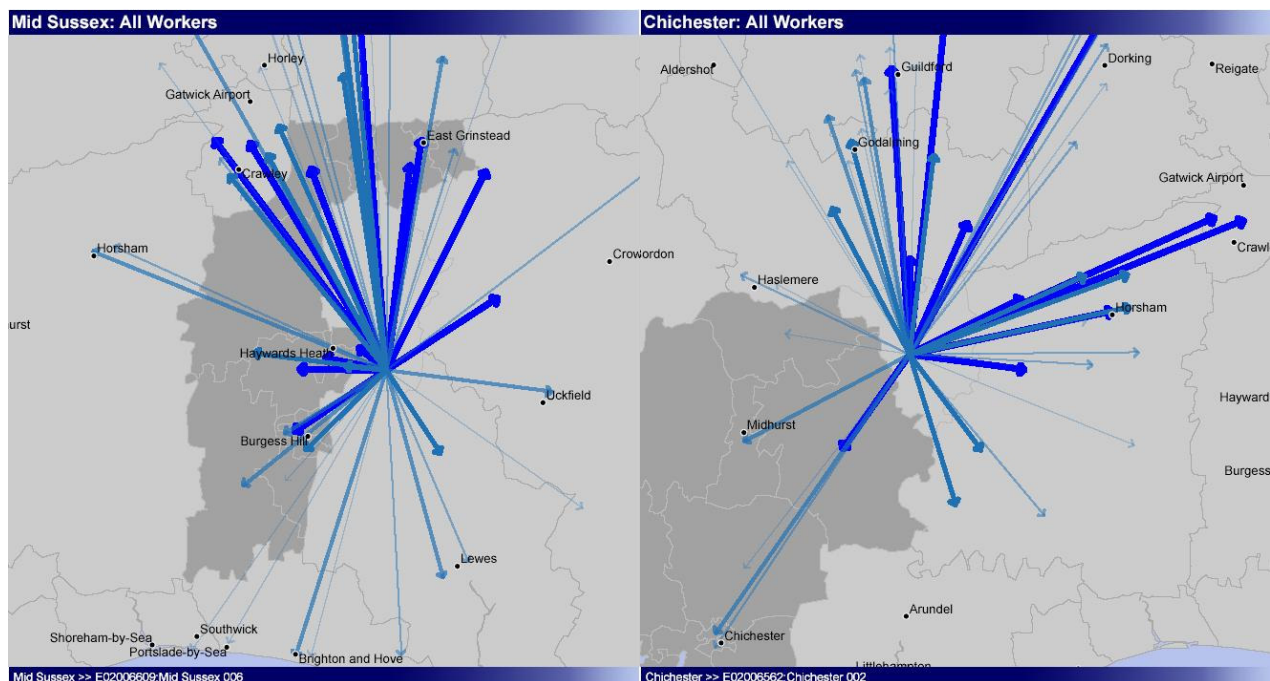 Mid Sussex: All Workers
Horley
Gatwick Airport
East Grinstead
Crawley
Horsham
Crowordon
urst
Haywards Heath
Uckfield
Burgess Hill
Lewes
Southwick
Shoreham-by-Sea
Portslade-by-Sea
Brighton and Hove
Mid Sussex >> E02006609:Mid Sussex 006
Chichester: All Workers
Dorking
Aldershot
Guildford
Reigate
Godalming
Gatwick Airport
Crawl
Haslemere
Horsham
Hayward
Midhurst
Burgess
Arundel
Chichester
Littlehampton
Chichester >> E02006562:Chichester 002